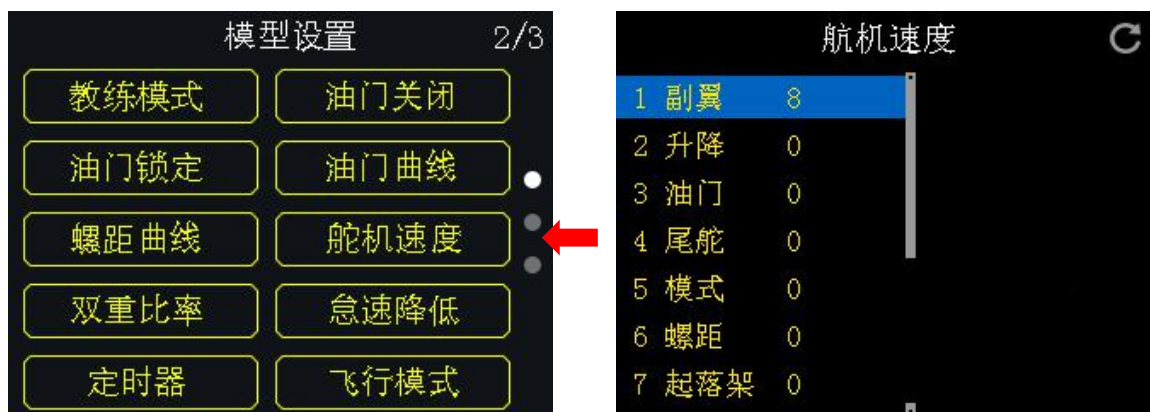 模型设置 2/3
教练模式 油门关闭
油门锁定 油门曲线
螺距曲线 舵机速度
双重比率 怠速降低
定时器 飞行模式
航机速度
1 副翼 8
2 升降 0
3 油门 0
4 尾舵 0
5 模式 0
6 螺距 0
7 起落架 0